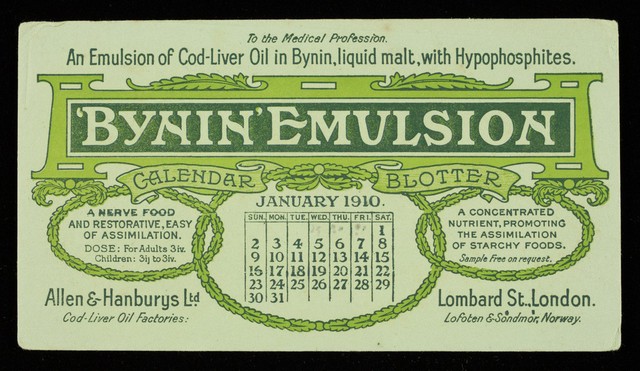 To the Medical Profession.
An Emulsion of Cod-Liver Oil in Bynin, liquid malt, with Hypophosphites.
'BYNIN' EMULSION
CALENDAR BLOTTER
A NERVE FOOD
AND RESTORATIVE, EASY
OF ASSIMILATION.
DOSE: For Adults 3iv.
Children: 3ij to 3iv.
JANUARY 1910.
SUN. MON. TUE. WED. THU. FRI. SAT.
1
2 3 4 5 6 7 8
9 10 11 12 13 14 15
16 17 18 19 20 21 22
23 24 25 26 27 28 29
30 31
A CONCENTRATED
NUTRIENT, PROMOTING
THE ASSIMILATION
OF STARCHY FOODS.
Sample Free on request.
Allen & Hanburys Ltd
Cod-Liver Oil Factories:
Lombard St., London.
Lofoten & Söndmör, Norway.